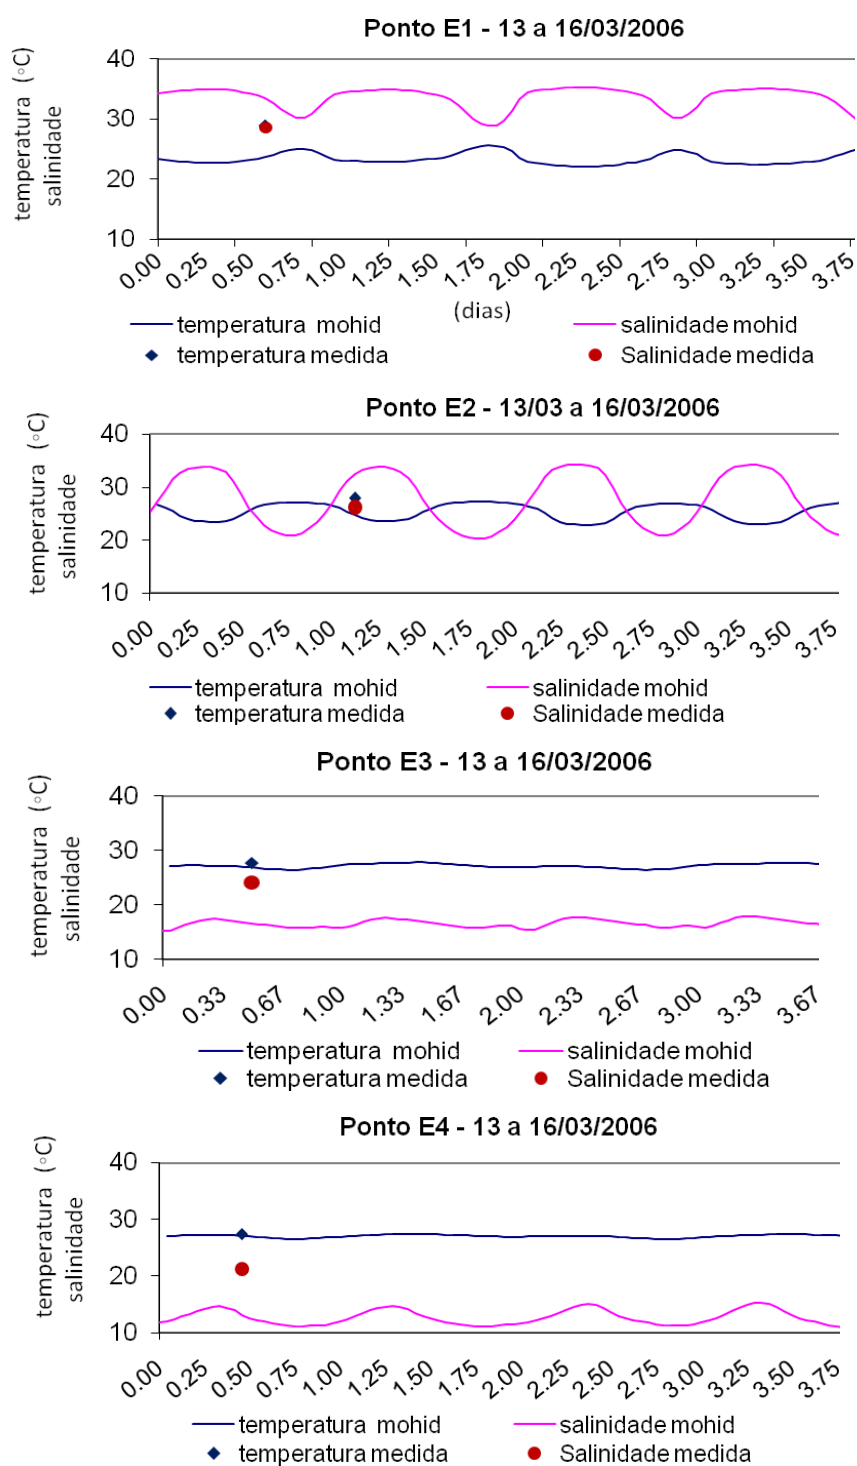 Ponto E1 - 13 a 16/03/2006
temperatura (°C)
salinidade
40
30
20
10
0.00 0.25 0.50 0.75 1.00 1.25 1.50 1.75 2.00 2.25 2.50 2.75 3.00 3.25 3.50 3.75
(dias)
temperatura mohid salinidade mohid
temperatura medida Salinidade medida
Ponto E2 - 13/03 a 16/03/2006
temperatura (°C)
salinidade
40
30
20
10
0.00 0.25 0.50 0.75 1.00 1.25 1.50 1.75 2.00 2.25 2.50 2.75 3.00 3.25 3.50 3.75
temperatura mohid salinidade mohid
temperatura medida Salinidade medida
Ponto E3 - 13 a 16/03/2006
temperatura (°C)
salinidade
40
30
20
10
0.00 0.33 0.67 1.00 1.33 1.67 2.00 2.33 2.67 3.00 3.33 3.67
temperatura mohid salinidade mohid
temperatura medida Salinidade medida
Ponto E4 - 13 a 16/03/2006
temperatura (°C)
salinidade
40
30
20
10
0.00 0.25 0.50 0.75 1.00 1.25 1.50 1.75 2.00 2.25 2.50 2.75 3.00 3.25 3.50 3.75
temperatura mohid salinidade mohid
temperatura medida Salinidade medida